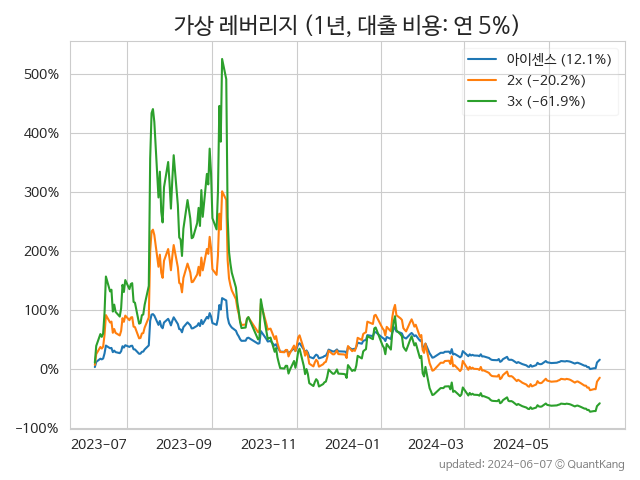 가상 레버리지 (1년, 대출 비용: 연 5%)
아이센스 (12.1%)
2x (-20.2%)
3x (-61.9%)
500%
400%
300%
200%
100%
0%
-100%
2023-07 2023-09 2023-11 2024-01 2024-03 2024-05
updated: 2024-06-07 © QuantKang